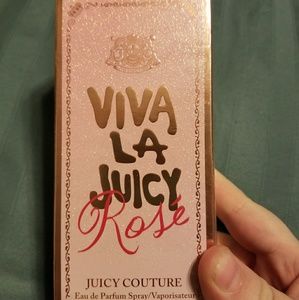 VIVA
LA
JUICY
Rosé
JUICY COUTURE
Eau de Parfum Spray/Vaporisateur